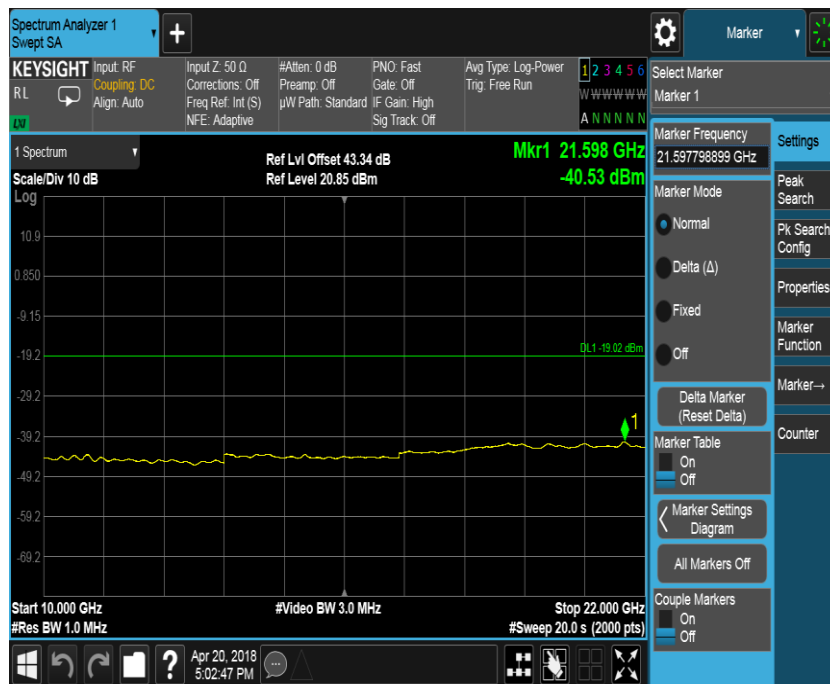 Spectrum Analyzer 1
Swept SA
+
Marker
KEYSIGHT
RL
LXI
Input: RF
Coupling: DC
Align: Auto
Input Z: 50 Ω
Corrections: Off
Freq Ref: Int (S)
NFE: Adaptive
#Atten: 0 dB
Preamp: Off
µW Path: Standard
PNO: Fast
Gate: Off
IF Gain: High
Sig Track: Off
Avg Type: Log-Power
Trig: Free Run
1 2 3 4 5 6
W W W W W W
A N N N N N
Select Marker
Marker 1
1 Spectrum
Scale/Div 10 dB
Log
Ref Lvl Offset 43.34 dB
Ref Level 20.85 dBm
Mkr1 21.598 GHz
-40.53 dBm
10.9
0.850
-9.15
-19.2
-29.2
-39.2
-49.2
-59.2
-69.2
DL1 -19.02 dBm
1
Start 10.000 GHz
#Res BW 1.0 MHz
#Video BW 3.0 MHz
Stop 22.000 GHz
#Sweep 20.0 s (2000 pts)
Marker Frequency
21.597798899 GHz
Marker Mode
Normal
Delta (Δ)
Fixed
Off
Delta Marker
(Reset Delta)
Marker Table
On
Off
Marker Settings
Diagram
All Markers Off
Couple Markers
On
Off
Settings
Peak
Search
Pk Search
Config
Properties
Marker
Function
Marker→
Counter
?
Apr 20, 2018
5:02:47 PM